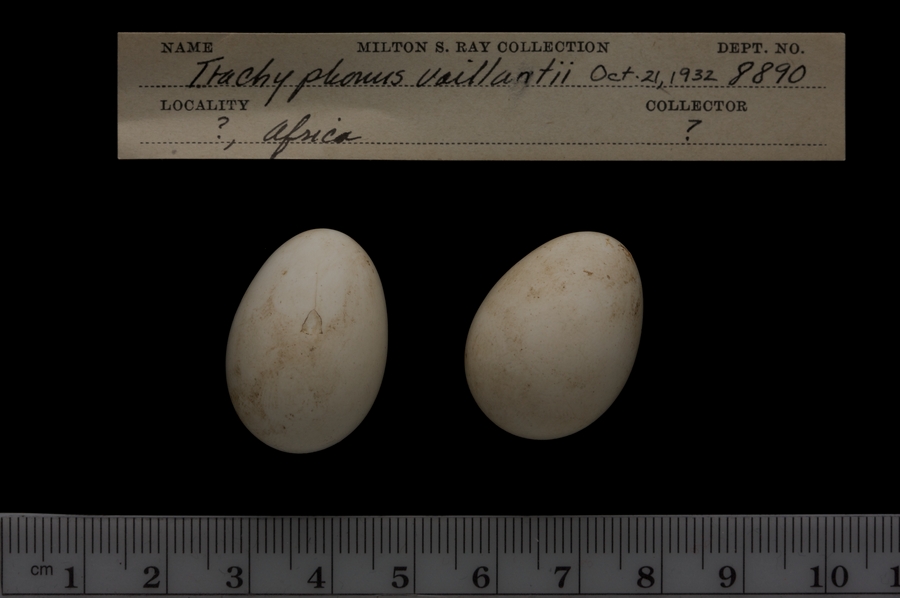 NAME MILTON S. RAY COLLECTION DEPT. NO.
Trachyphonus vaillantii Oct. 21, 1932 8890
LOCALITY COLLECTOR
?, Africa ?
cm 1 2 3 4 5 6 7 8 9 10 1